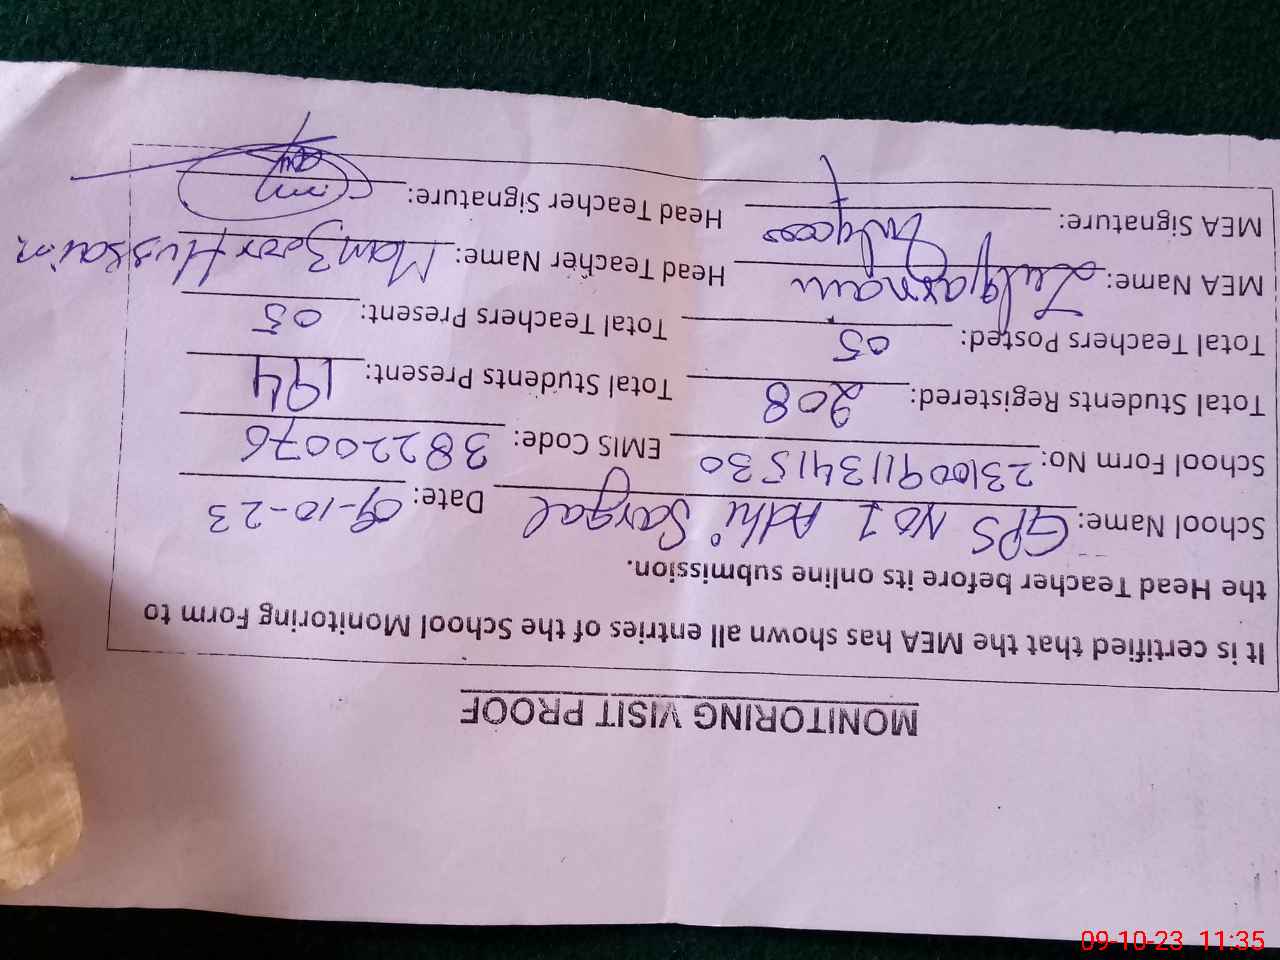 MONITORING VISIT PROOF
It is certified that the MEA has shown all entries of the School Monitoring Form to
the Head Teacher before its online submission.
School Name: GPS No 1 Adhi Sargal Date: 09-10-23
School Form No: 2310091134 11530 EMIS Code: 38220076
Total Students Registered: 208 Total Students Present: 194
Total Teachers Posted: 05 Total Teachers Present: 05
MEA Name: Zulqarnain Head Teacher Name: Manzoor Hussain
MEA Signature: Head Teacher Signature:
09-10-23 11:35